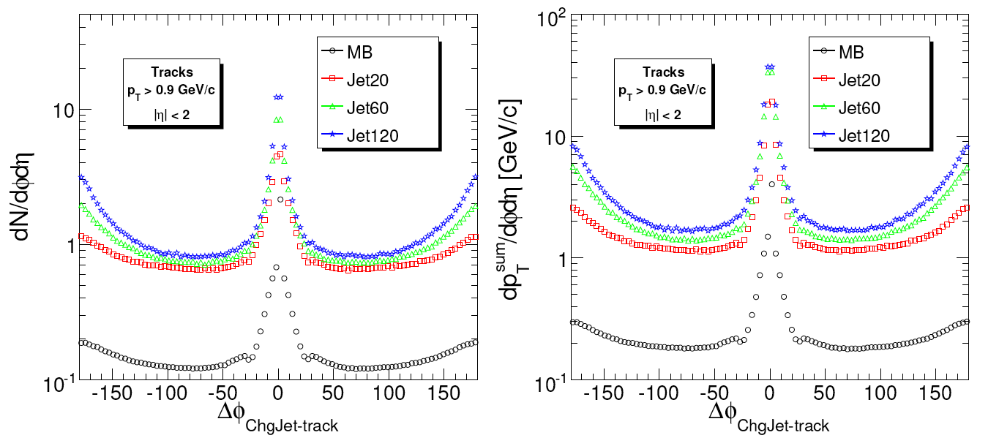 dN/dφdη
10
1
10⁻¹
Tracks
p_T > 0.9 GeV/c
|η| < 2
MB
Jet20
Jet60
Jet120
-150 -100 -50 0 50 100 150
Δϕ_ChgJet-track
dp_T^sum/dφdη [GeV/c]
10²
10
1
10⁻¹
Tracks
p_T > 0.9 GeV/c
|η| < 2
MB
Jet20
Jet60
Jet120
-150 -100 -50 0 50 100 150
Δϕ_ChgJet-track